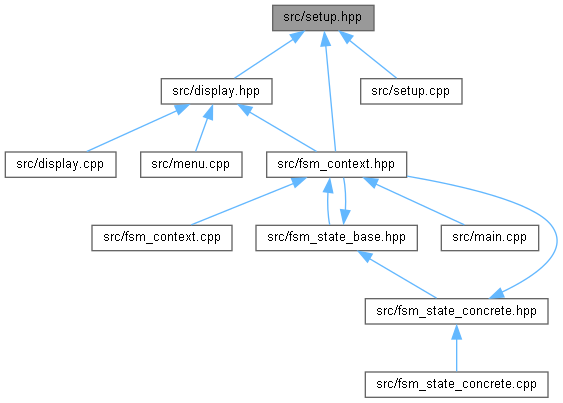 src/setup.hpp
src/display.hpp
src/setup.cpp
src/display.cpp
src/menu.cpp
src/fsm_context.hpp
src/fsm_context.cpp
src/fsm_state_base.hpp
src/main.cpp
src/fsm_state_concrete.hpp
src/fsm_state_concrete.cpp